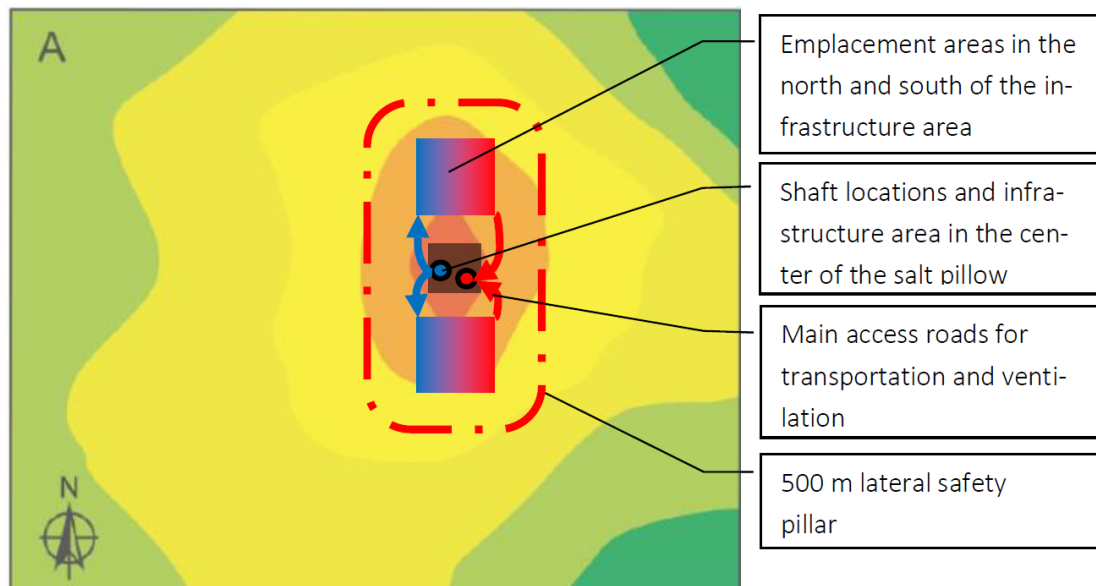 A
Emplacement areas in the
north and south of the in-
frastructure area
Shaft locations and infra-
structure area in the cen-
ter of the salt pillow
Main access roads for
transportation and venti-
lation
500 m lateral safety
pillar
N